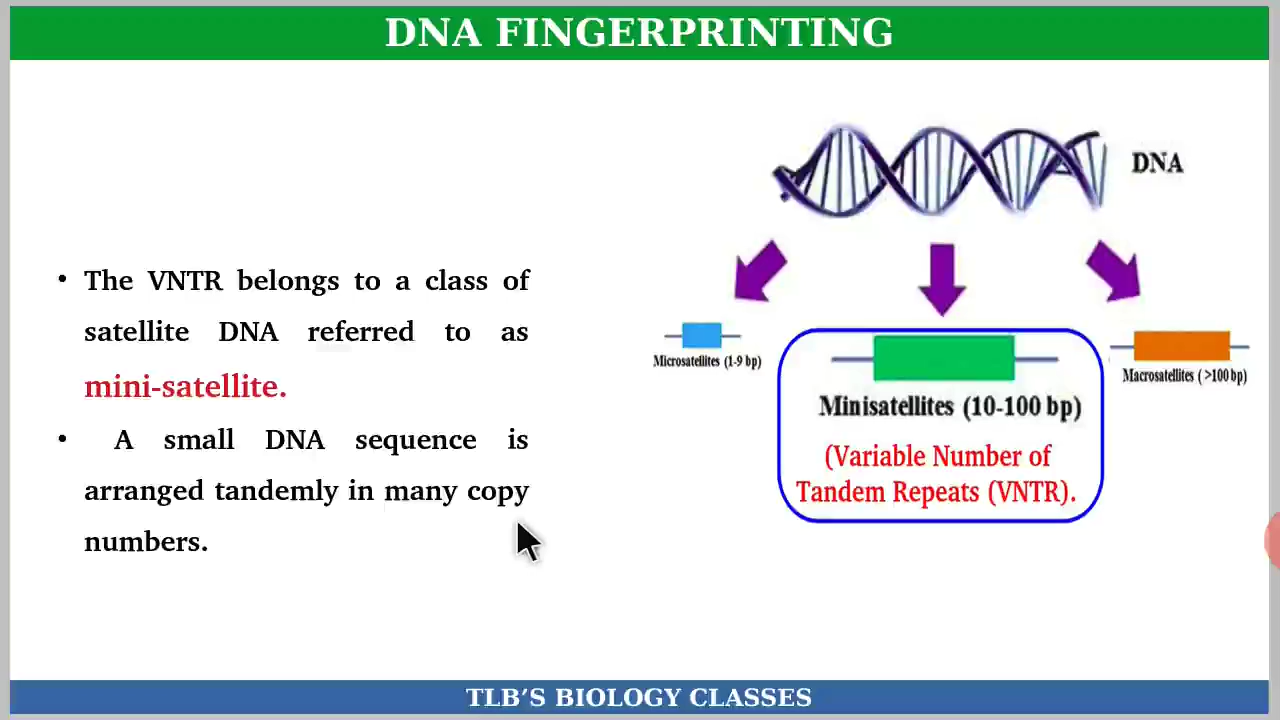 DNA FINGERPRINTING
• The VNTR belongs to a class of
satellite DNA referred to as
mini-satellite.
• A small DNA sequence is
arranged tandemly in many copy
numbers.
DNA
Microsatellites (1-9 bp)
Minisatellites (10-100 bp)
(Variable Number of
Tandem Repeats (VNTR).
Macrosatellites ( >100bp)
TLB’S BIOLOGY CLASSES